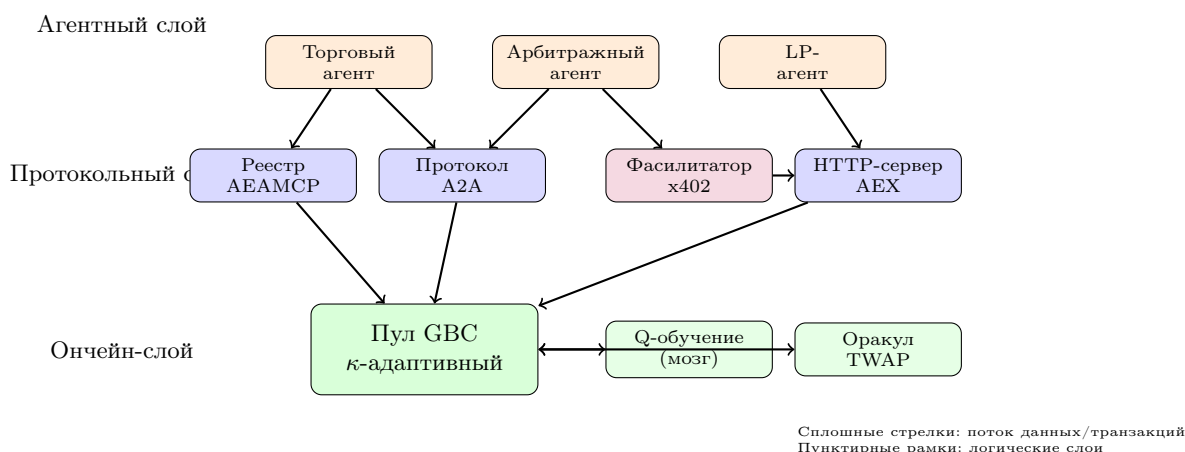 Агентный слой
Торговый
агент
Арбитражный
агент
LP-
агент
Протокольный
Реестр
AEAMCP
Протокол
A2A
Фасилитатор
x402
HTTP-сервер
AEX
Ончейн-слой
Пул GBC
κ-адаптивный
Q-обучение
(мозг)
Оракул
TWAP
Сплошные стрелки: поток данных/транзакций
Пунктирные рамки: логические слои